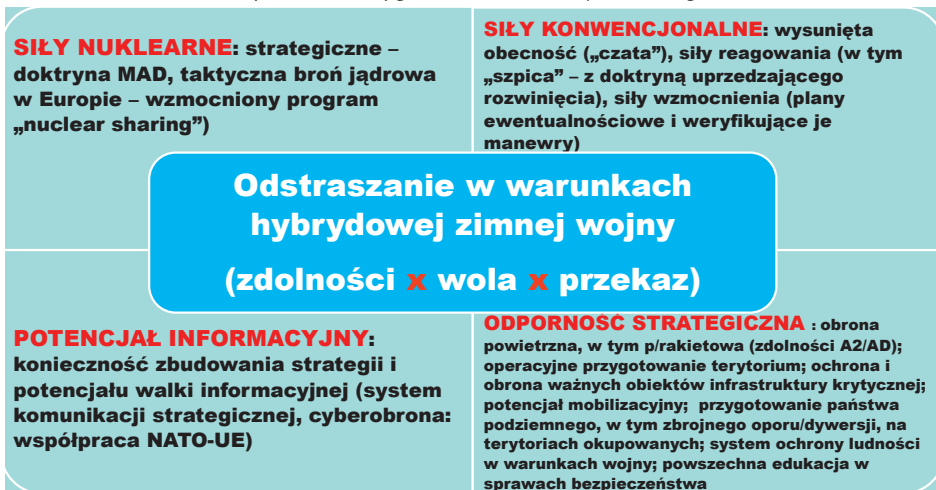 SIŁY NUKLEARNE: strategiczne –
doktryna MAD, taktyczna broń jądrowa
w Europie – wzmocniony program
„nuclear sharing”)
SIŁY KONWENCJONALNE: wysunięta
obecność („czata”), siły reagowania (w tym
„szpica” – z doktryną uprzedzającego
rozwinięcia), siły wzmocnienia (plany
ewentualnościowe i weryfikujące je
manewry)
Odstraszanie w warunkach
hybrydowej zimnej wojny
(zdolności x wola x przekaz)
POTENCJAŁ INFORMACYJNY:
konieczność zbudowania strategii i
potencjału walki informacyjnej (system
komunikacji strategicznej, cyberobrona:
współpraca NATO-UE)
ODPORNOŚĆ STRATEGICZNA : obrona
powietrzna, w tym p/rakietowa (zdolności A2/AD);
operacyjne przygotowanie terytorium; ochrona i
obrona ważnych obiektów infrastruktury krytycznej;
potencjał mobilizacyjny; przygotowanie państwa
podziemnego, w tym zbrojnego oporu/dywersji, na
terytoriach okupowanych; system ochrony ludności
w warunkach wojny; powszechna edukacja w
sprawach bezpieczeństwa